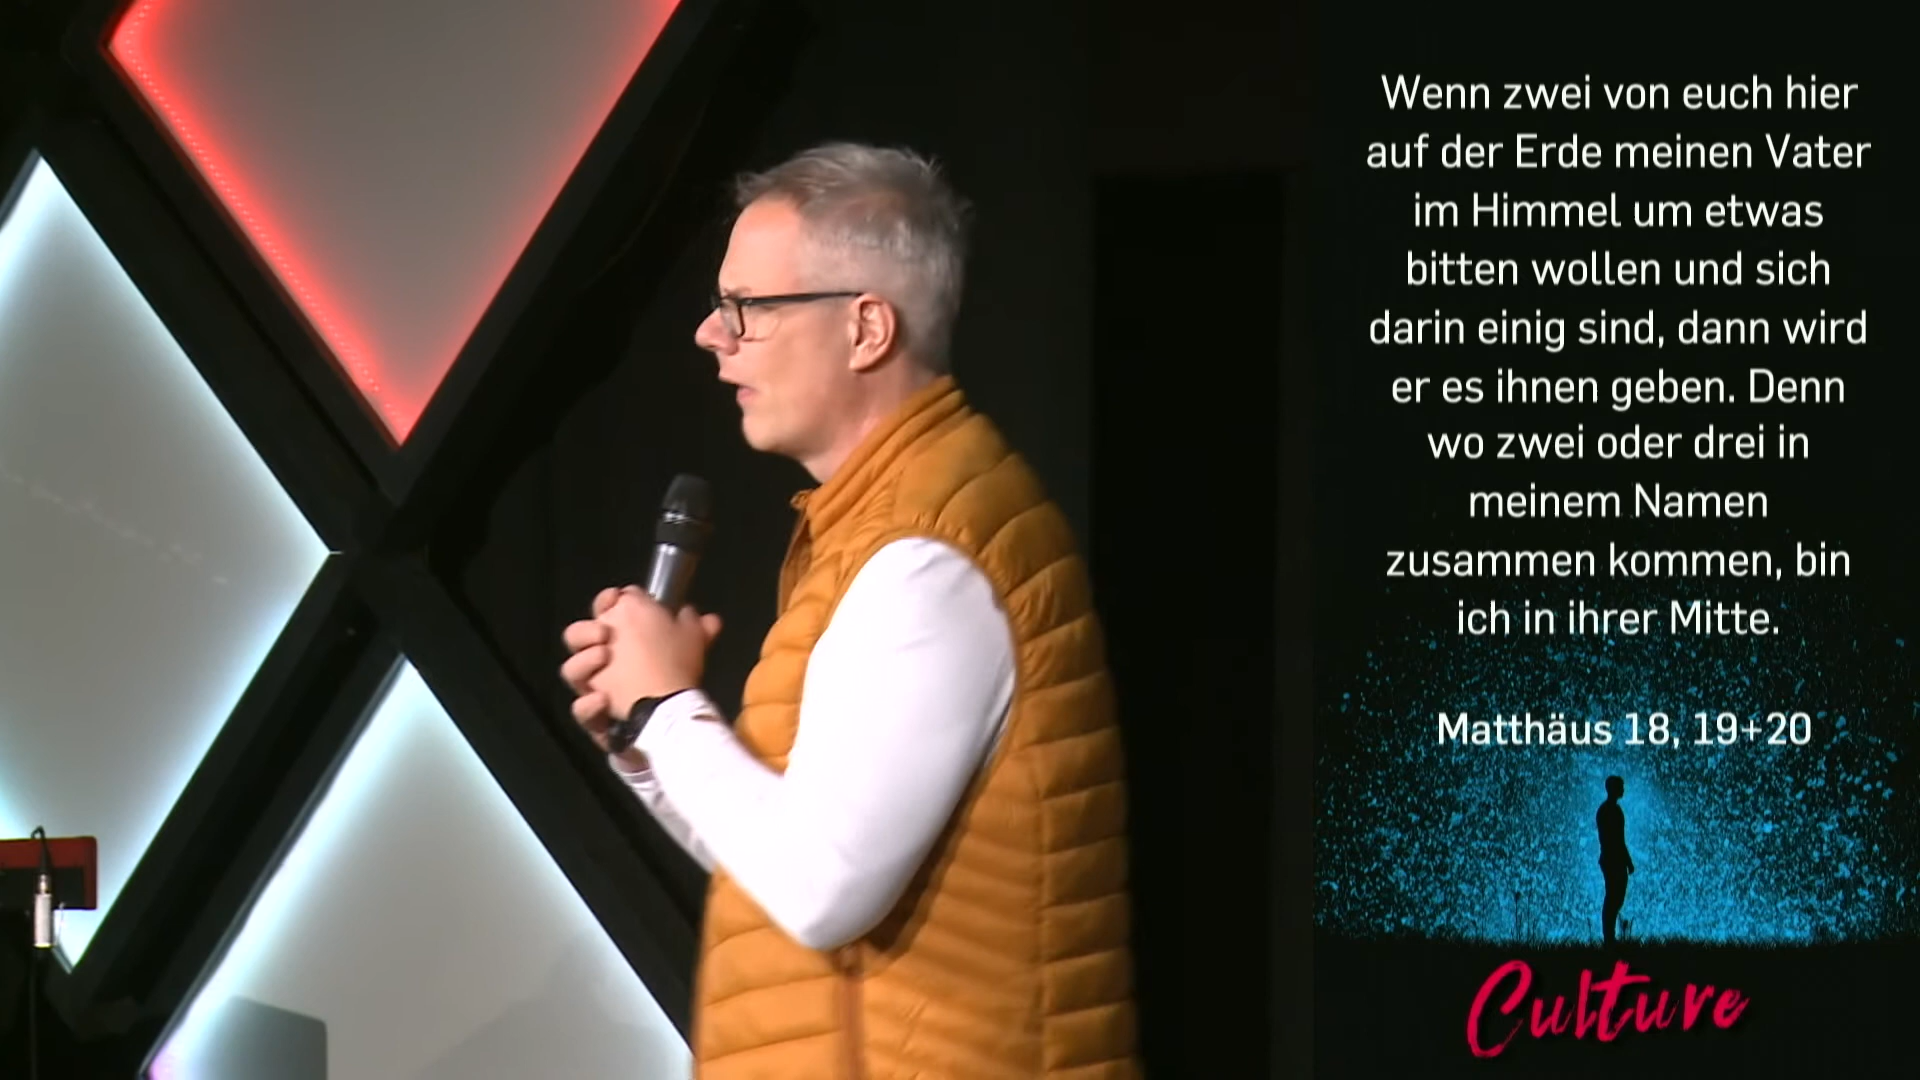 Wenn zwei von euch hier
auf der Erde meinen Vater
im Himmel um etwas
bitten wollen und sich
darin einig sind, dann wird
er es ihnen geben. Denn
wo zwei oder drei in
meinem Namen
zusammen kommen, bin
ich in ihrer Mitte.
Matthäus 18, 19+20
Culture